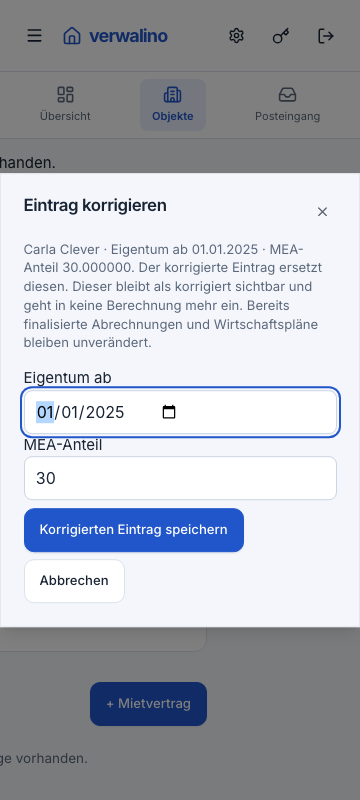 verwalino
Übersicht
Objekte
Posteingang
handen.
Eintrag korrigieren
Carla Clever · Eigentum ab 01.01.2025 · MEA-
Anteil 30.000000. Der korrigierte Eintrag ersetzt
diesen. Dieser bleibt als korrigiert sichtbar und
geht in keine Berechnung mehr ein. Bereits
finalisierte Abrechnungen und Wirtschaftspläne
bleiben unverändert.
Eigentum ab
01/01/2025
MEA-Anteil
30
Korrigierten Eintrag speichern
Abbrechen
+ Mietvertrag
ge vorhanden.